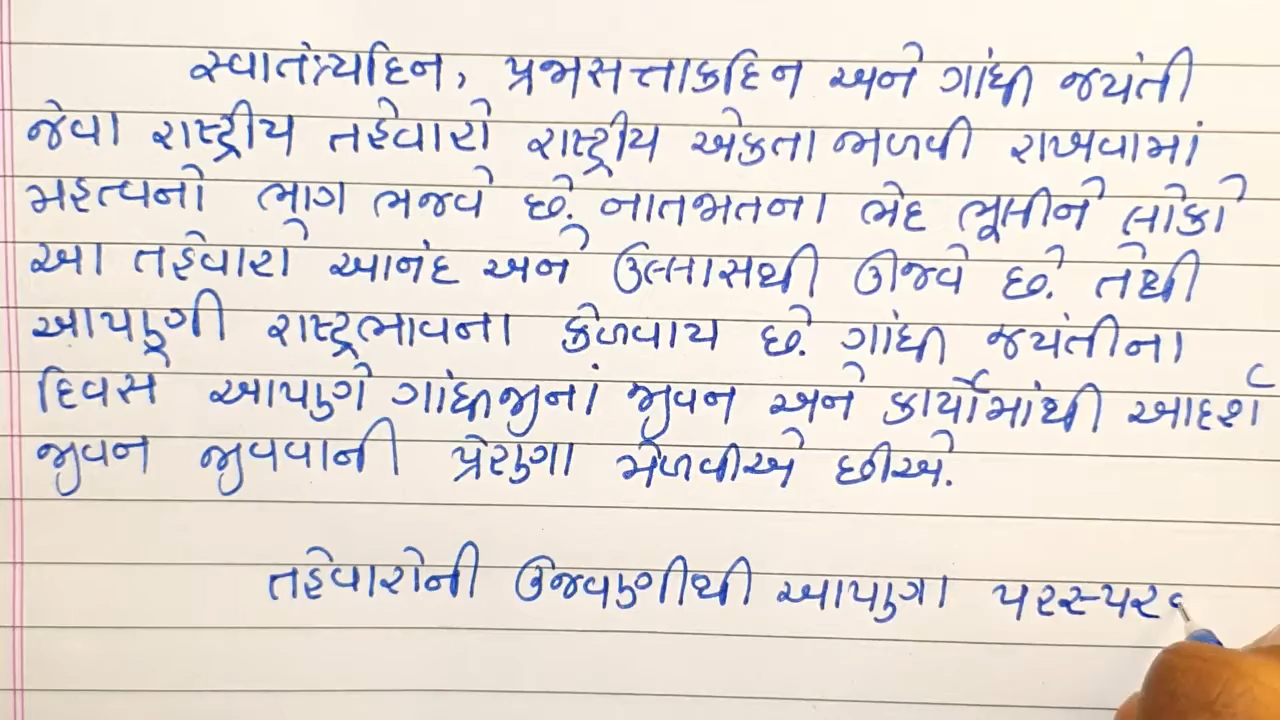 સ્વાતંત્ર્યદિન, પ્રજાસત્તાકદિન અને ગાંધી જયંતી
જેવા રાષ્ટ્રીય તહેવારો રાષ્ટ્રીય એકતા જાળવી રાખવામાં
મહત્વનો ભાગ ભજવે છે. નાતજાતના ભેદ ભૂલીને લોકો
આ તહેવારો આનંદ અને ઉલ્લાસથી ઊજવે છે. તેથી
આપણી રાષ્ટ્રભાવના કેળવાય છે. ગાંધી જયંતીના
દિવસે આપણે ગાંધીજીનાં જીવન અને કાર્યોમાંથી આદર્શ
જીવન જીવવાની પ્રેરણા મેળવીએ છીએ.
તહેવારોની ઉજવણીથી આપણા પરસ્પર